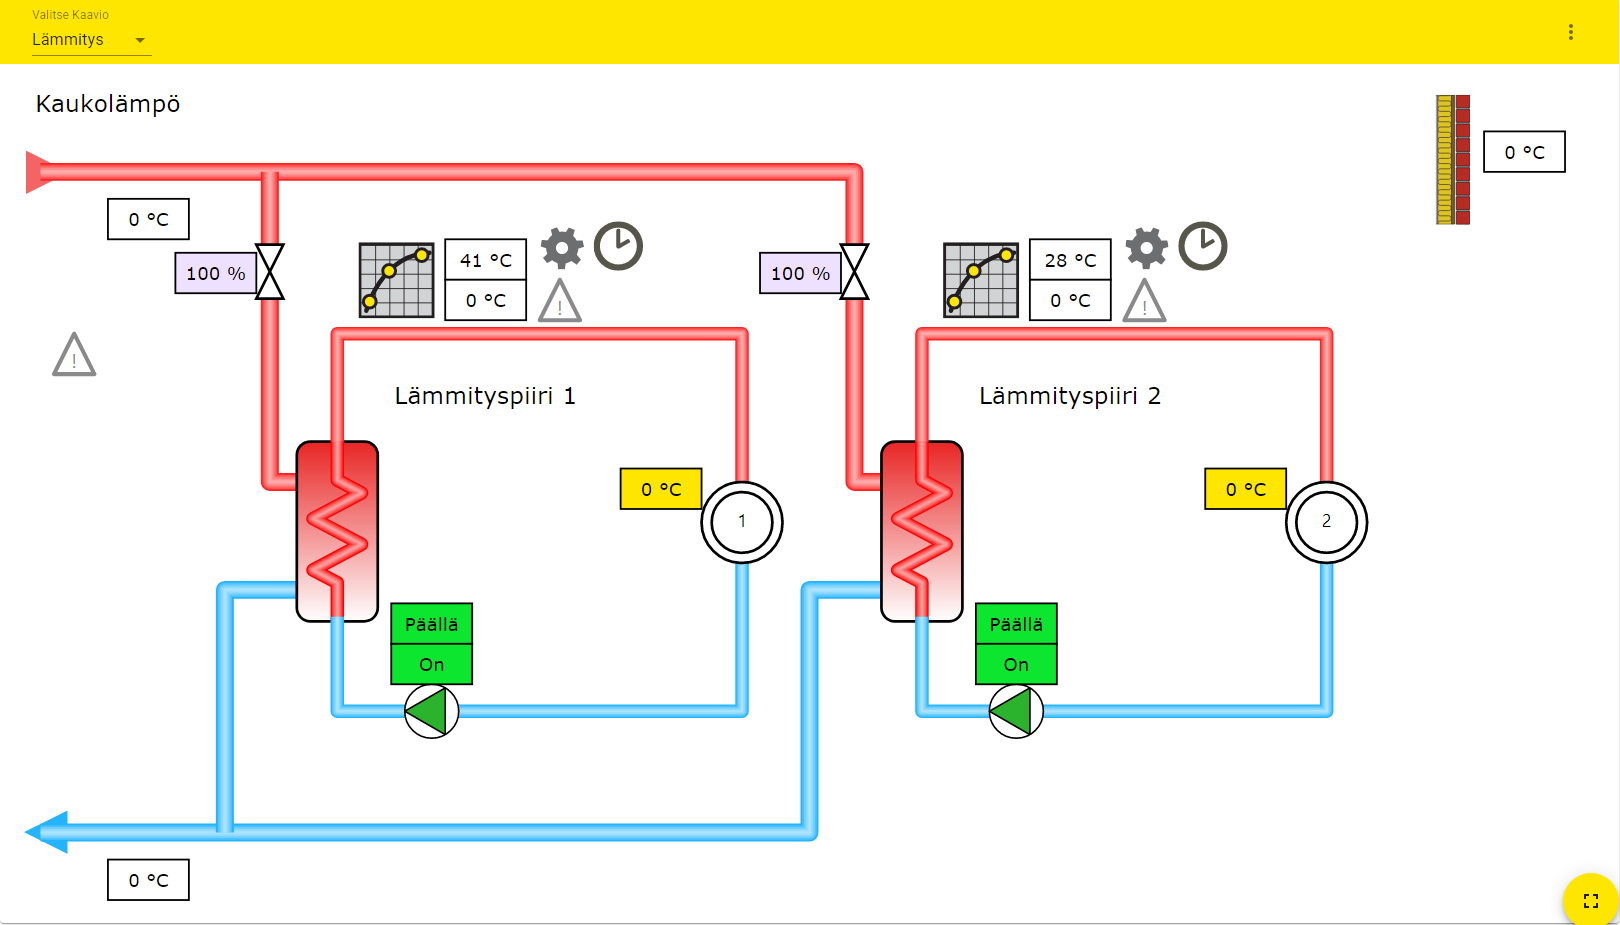 Valitse Kaavio
Lämmitys
Kaukolämpö
0 °C
0 °C
100 %
41 °C
0 °C
!
100 %
28 °C
0 °C
!
!
Lämmityspiiri 1
Lämmityspiiri 2
0 °C
1
0 °C
2
Päällä
On
Päällä
On
0 °C